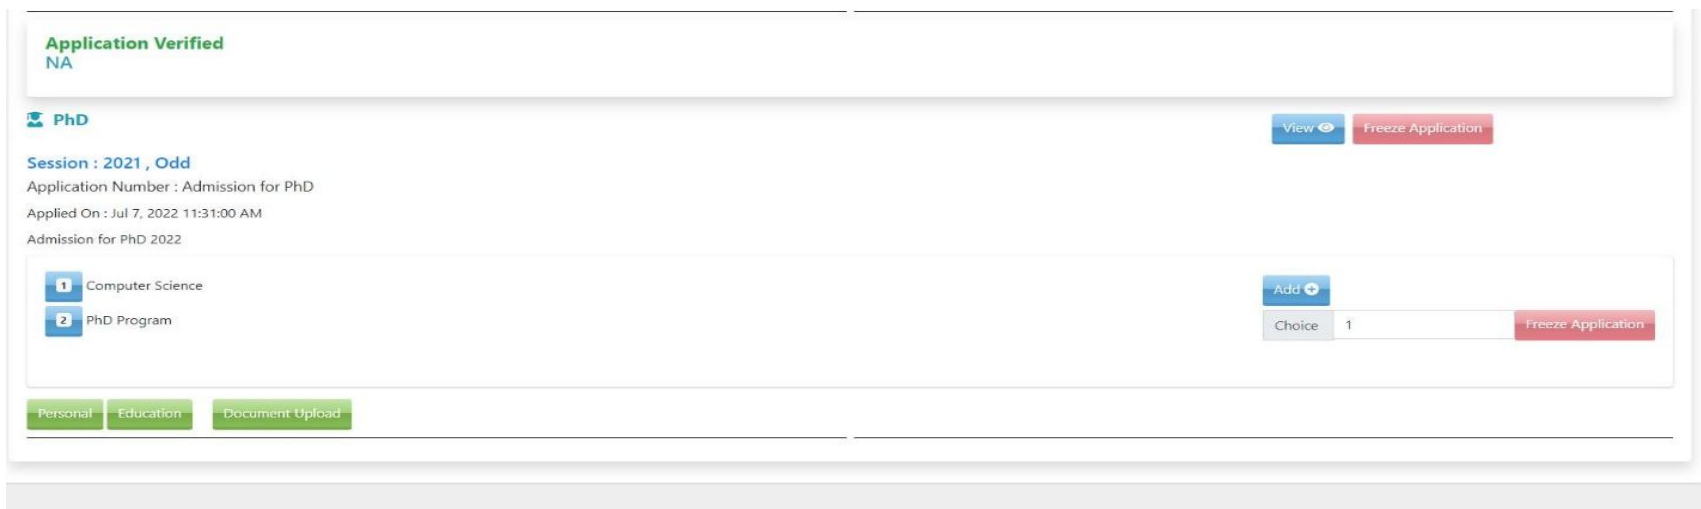 Application Verified
NA
PhD
View Freeze Application
Session : 2021 , Odd
Application Number : Admission for PhD
Applied On : Jul 7, 2022 11:31:00 AM
Admission for PhD 2022
1 Computer Science
Add
2 PhD Program
Choice 1 Freeze Application
Personal Education Document Upload